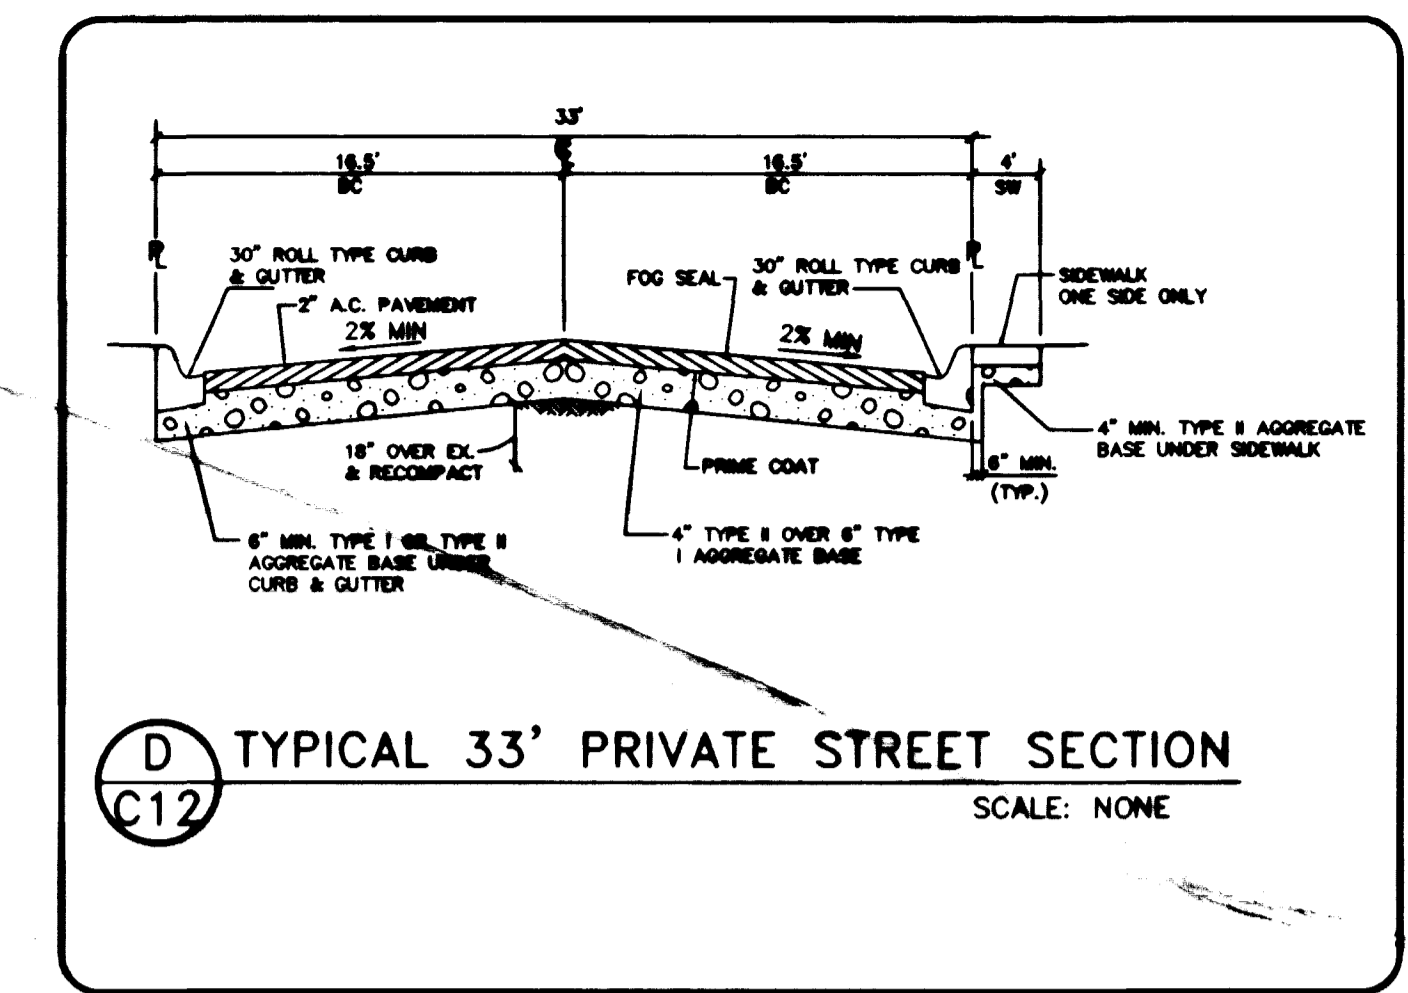 33'
℄
16.5'
BC
16.5'
BC
4'
SW
PL
PL
30" ROLL TYPE CURB
& GUTTER
2" A.C. PAVEMENT
2% MIN
FOG SEAL
30" ROLL TYPE CURB
& GUTTER
2% MIN
SIDEWALK
ONE SIDE ONLY
18" OVER EX.
& RECOMPACT
PRIME COAT
4" MIN. TYPE II AGGREGATE
BASE UNDER SIDEWALK
6" MIN.
(TYP.)
6" MIN. TYPE I OR TYPE II
AGGREGATE BASE UNDER
CURB & GUTTER
4" TYPE II OVER 6" TYPE
I AGGREGATE BASE
D
C12
TYPICAL 33' PRIVATE STREET SECTION
SCALE: NONE